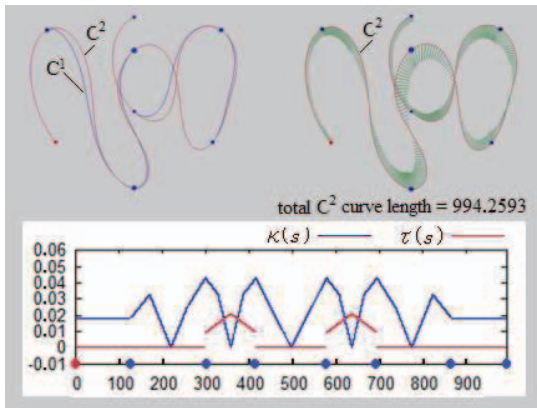 C²
C¹
C²
total C² curve length = 994.2593
κ(s) τ(s)
0.06
0.05
0.04
0.03
0.02
0.01
0
-0.01
0 100 200 300 400 500 600 700 800 900